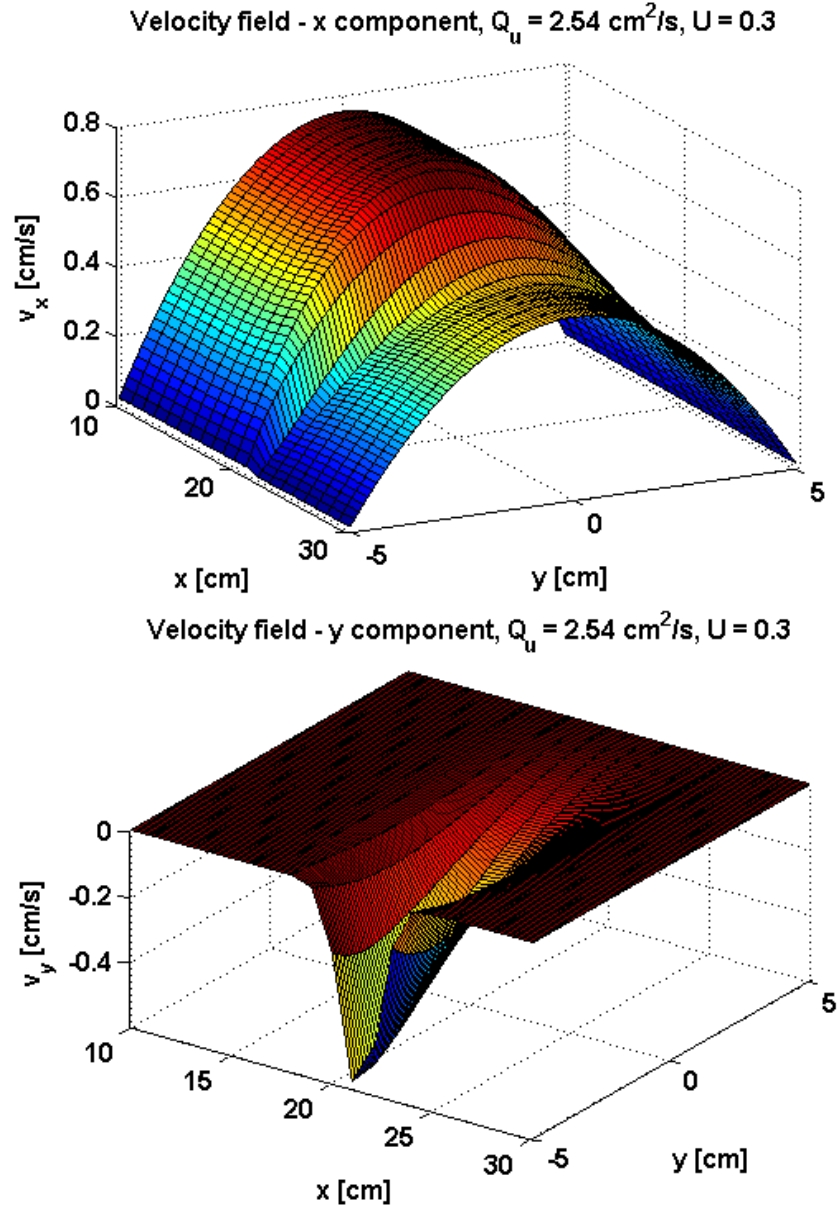 Velocity field - x component, Q_u = 2.54 cm²/s, U = 0.3
0.8
0.6
0.4
0.2
0
v_x [cm/s]
10
20
30
x [cm]
-5
0
5
y [cm]
Velocity field - y component, Q_u = 2.54 cm²/s, U = 0.3
0
-0.2
-0.4
v_y [cm/s]
10
15
20
25
30
x [cm]
-5
0
5
y [cm]